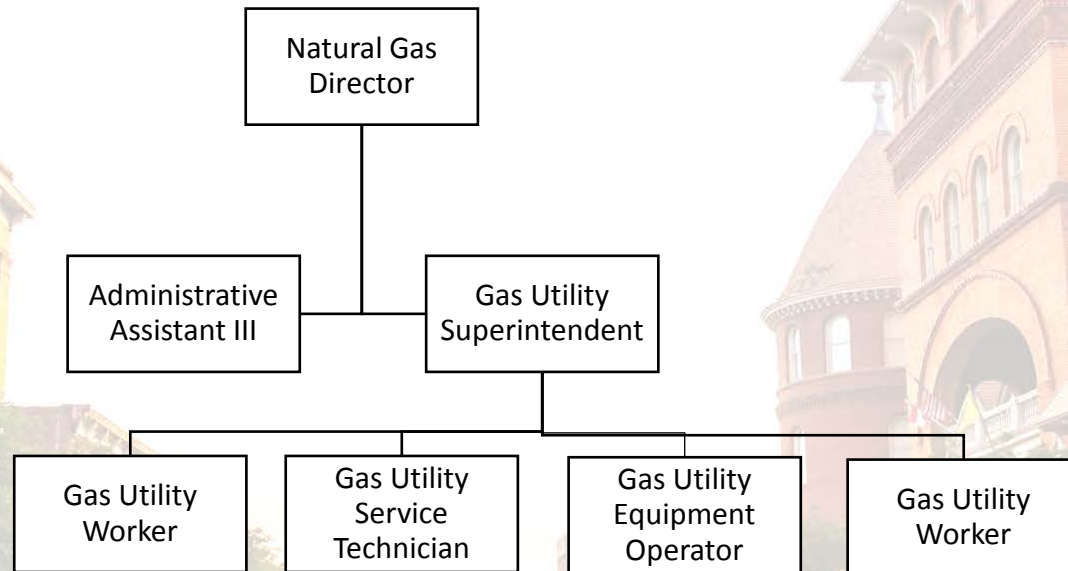 Natural Gas
Director
Administrative
Assistant III
Gas Utility
Superintendent
Gas Utility
Worker
Gas Utility
Service
Technician
Gas Utility
Equipment
Operator
Gas Utility
Worker